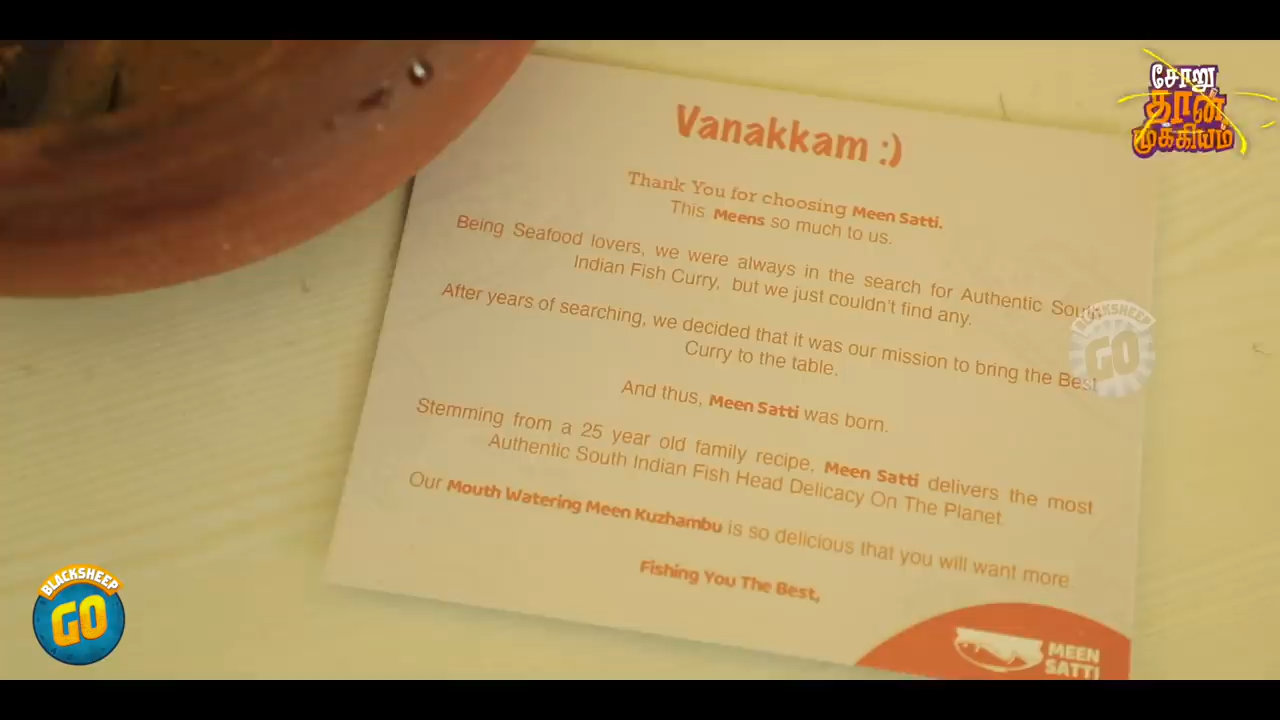 சோறு
தான்
முக்கியம்
Vanakkam :)
Thank You for choosing Meen Satti.
This Meens so much to us.
Being Seafood lovers, we were always in the search for Authentic South
Indian Fish Curry, but we just couldn't find any.
After years of searching, we decided that it was our mission to bring the Best
Curry to the table.
And thus, Meen Satti was born.
Stemming from a 25 year old family recipe, Meen Satti delivers the most
Authentic South Indian Fish Head Delicacy On The Planet.
Our Mouth Watering Meen Kuzhambu is so delicious that you will want more.
Fishing You The Best,
MEEN
SATTI
BLACKSHEEP
GO
BLACKSHEEP
GO